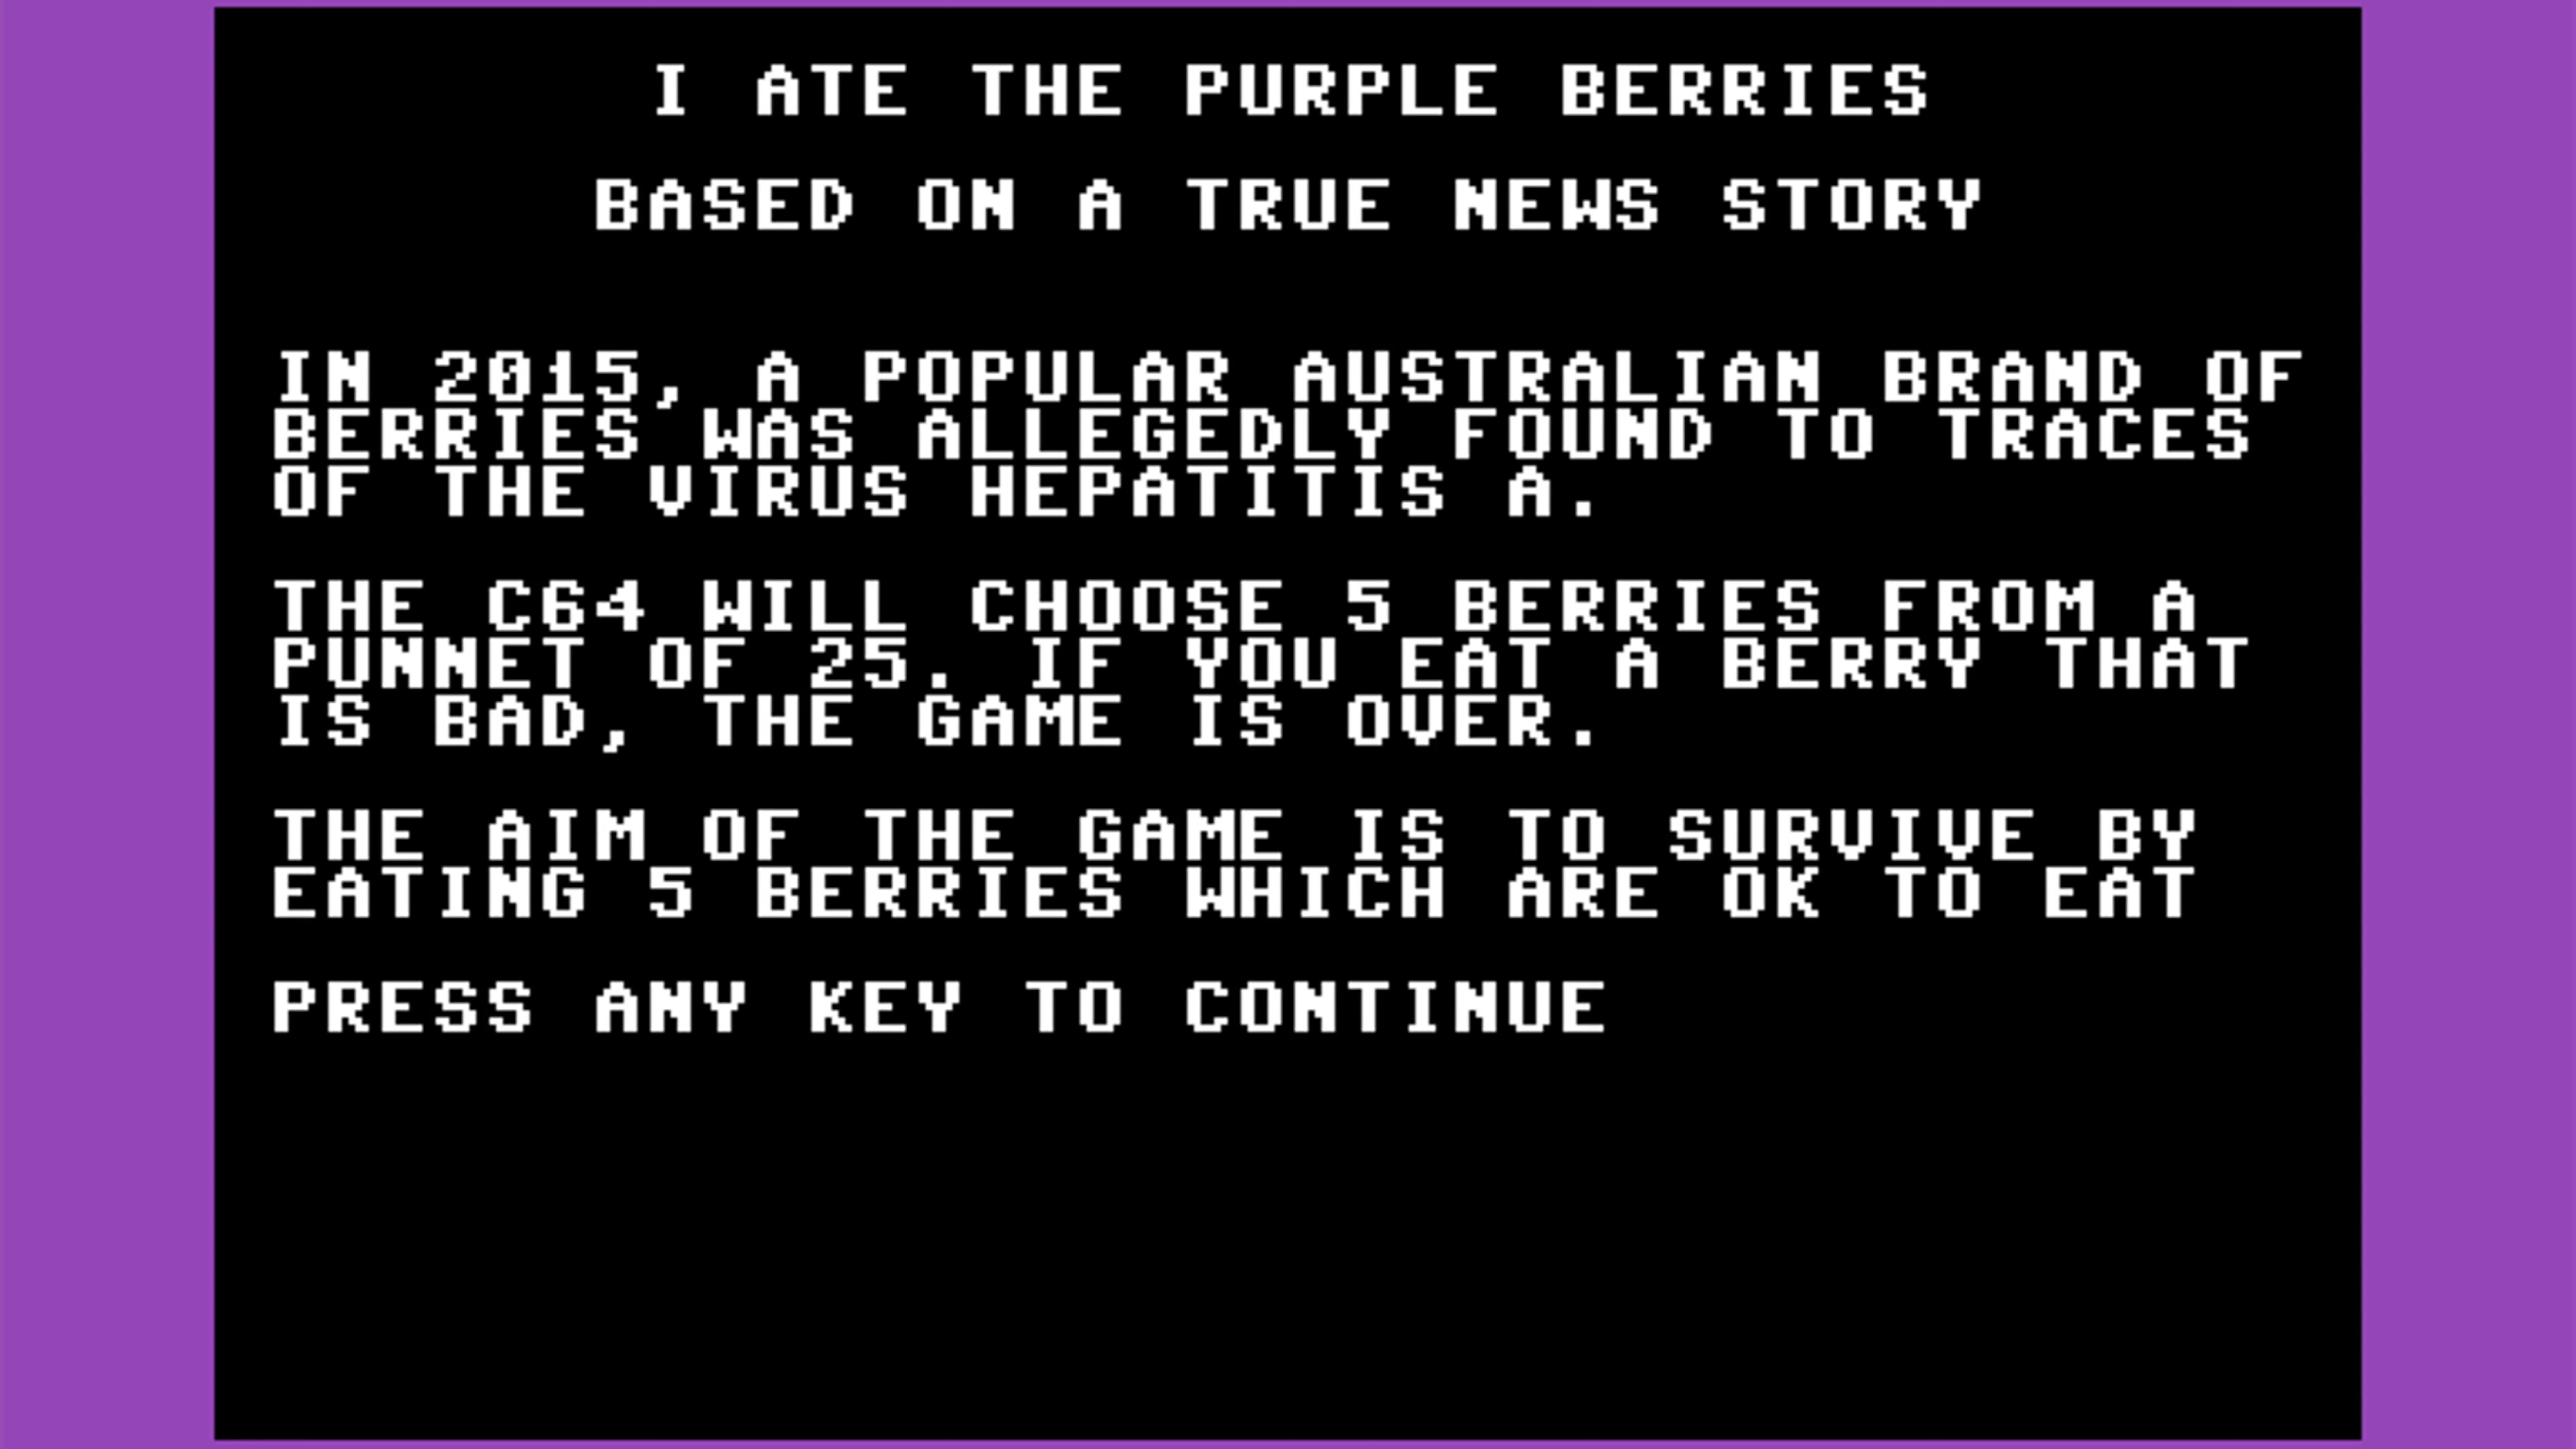 I ATE THE PURPLE BERRIES
BASED ON A TRUE NEWS STORY
IN 2015, A POPULAR AUSTRALIAN BRAND OF
BERRIES WAS ALLEGEDLY FOUND TO TRACES
OF THE VIRUS HEPATITIS A.
THE C64 WILL CHOOSE 5 BERRIES FROM A
PUNNET OF 25. IF YOU EAT A BERRY THAT
IS BAD, THE GAME IS OVER.
THE AIM OF THE GAME IS TO SURVIVE BY
EATING 5 BERRIES WHICH ARE OK TO EAT
PRESS ANY KEY TO CONTINUE